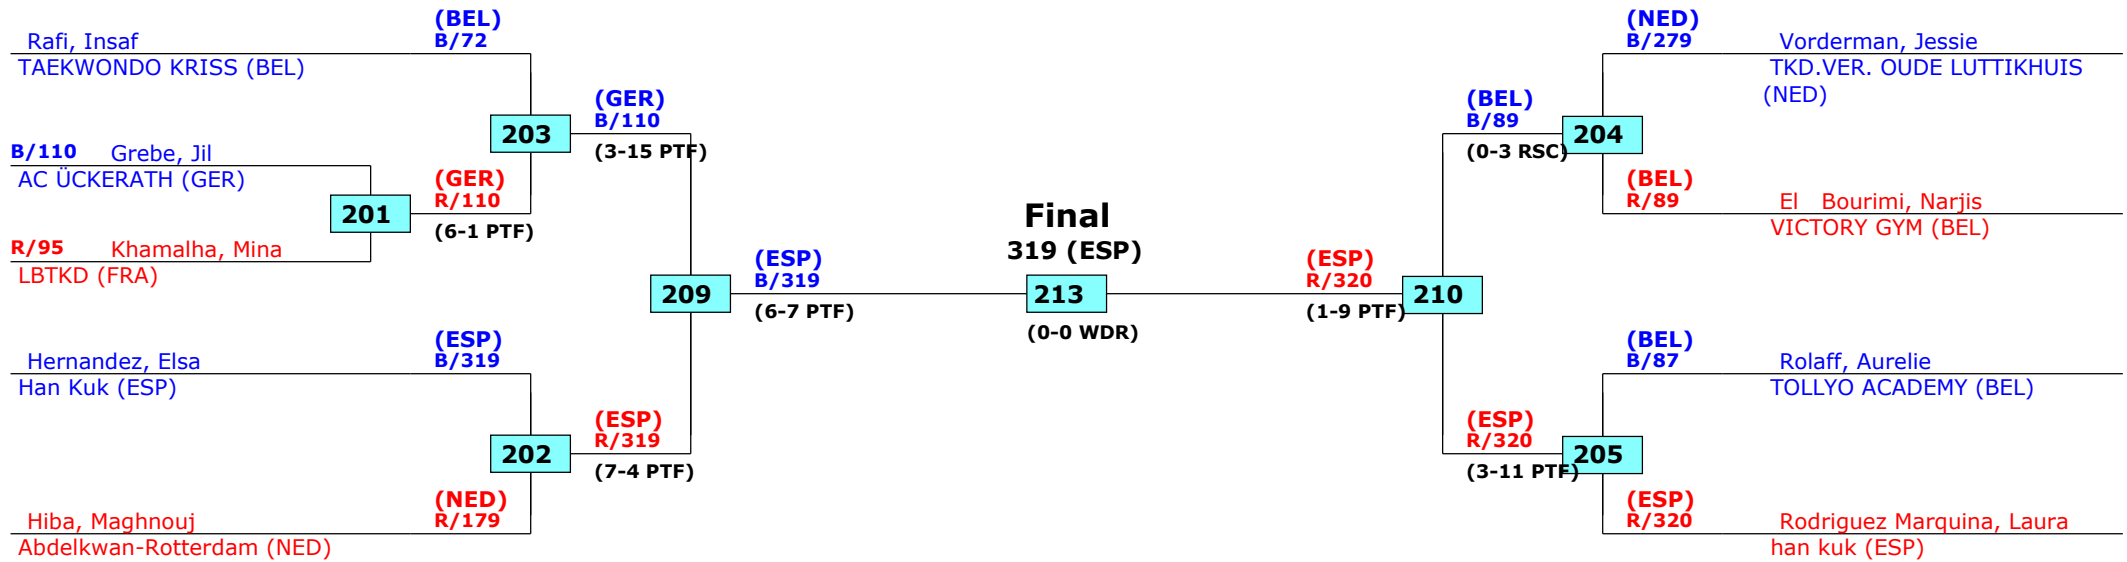 (BEL)
B/72
Rafi, Insaf
TAEKWONDO KRISS (BEL)
(GER)
B/110
203
(3-15 PTF)
B/110 Grebe, Jil
AC ÜCKERATH (GER)
(GER)
R/110
201
(6-1 PTF)
R/95 Khamalha, Mina
LBTKD (FRA)
(ESP)
B/319
209
(6-7 PTF)
(ESP)
B/319
Hernandez, Elsa
Han Kuk (ESP)
(ESP)
R/319
202
(7-4 PTF)
(NED)
R/179
Hiba, Maghnouj
Abdelkwan-Rotterdam (NED)
Final
319 (ESP)
213
(0-0 WDR)
(NED)
B/279
Vorderman, Jessie
TKD.VER. OUDE LUTTIKHUIS
(NED)
(BEL)
B/89
204
(0-3 RSC)
(BEL)
R/89
El Bourimi, Narjis
VICTORY GYM (BEL)
(ESP)
R/320
210
(1-9 PTF)
(BEL)
B/87
Rolaff, Aurelie
TOLLYO ACADEMY (BEL)
(ESP)
R/320
205
(3-11 PTF)
(ESP)
R/320
Rodriguez Marquina, Laura
han kuk (ESP)